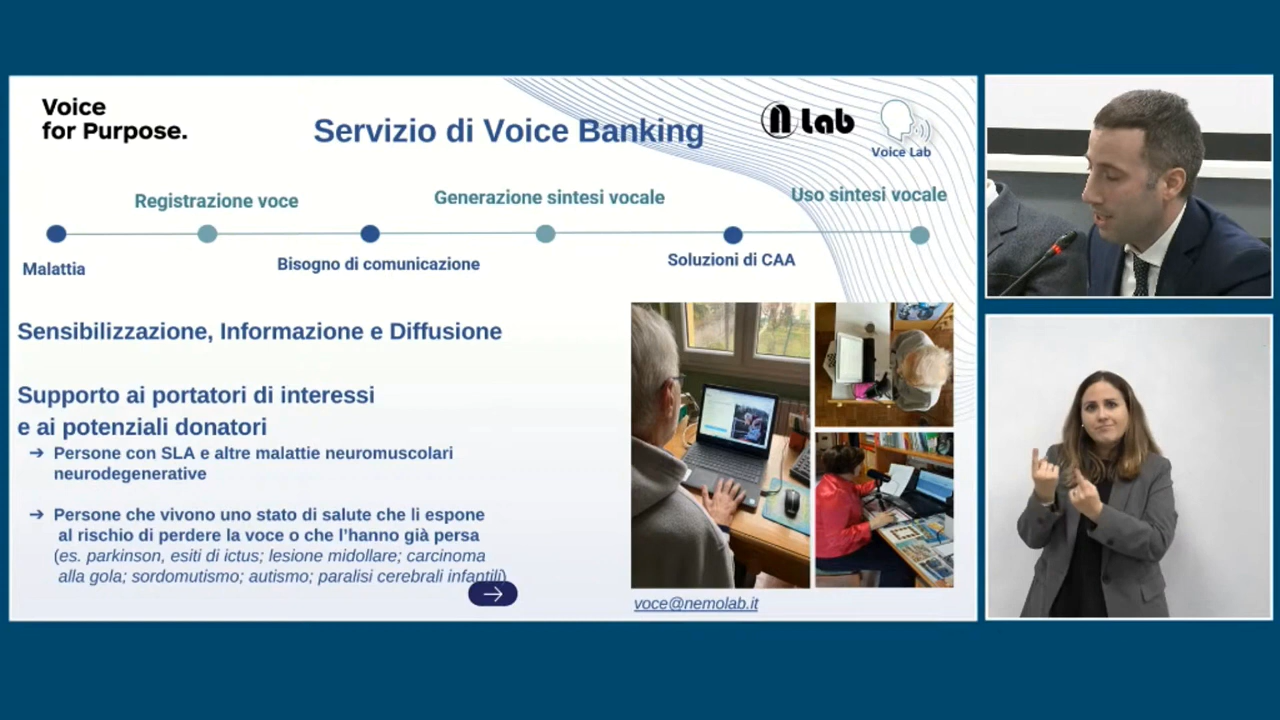 Voice
for Purpose.
Servizio di Voice Banking
n Lab
Voice Lab
Registrazione voce
Generazione sintesi vocale
Uso sintesi vocale
Malattia
Bisogno di comunicazione
Soluzioni di CAA
Sensibilizzazione, Informazione e Diffusione
Supporto ai portatori di interessi
e ai potenziali donatori
➔ Persone con SLA e altre malattie neuromuscolari
neurodegenerative
➔ Persone che vivono uno stato di salute che li espone
al rischio di perdere la voce o che l'hanno già persa
(es. parkinson, esiti di ictus; lesione midollare; carcinoma
alla gola; sordomutismo; autismo; paralisi cerebrali infantili)
voce@nemolab.it